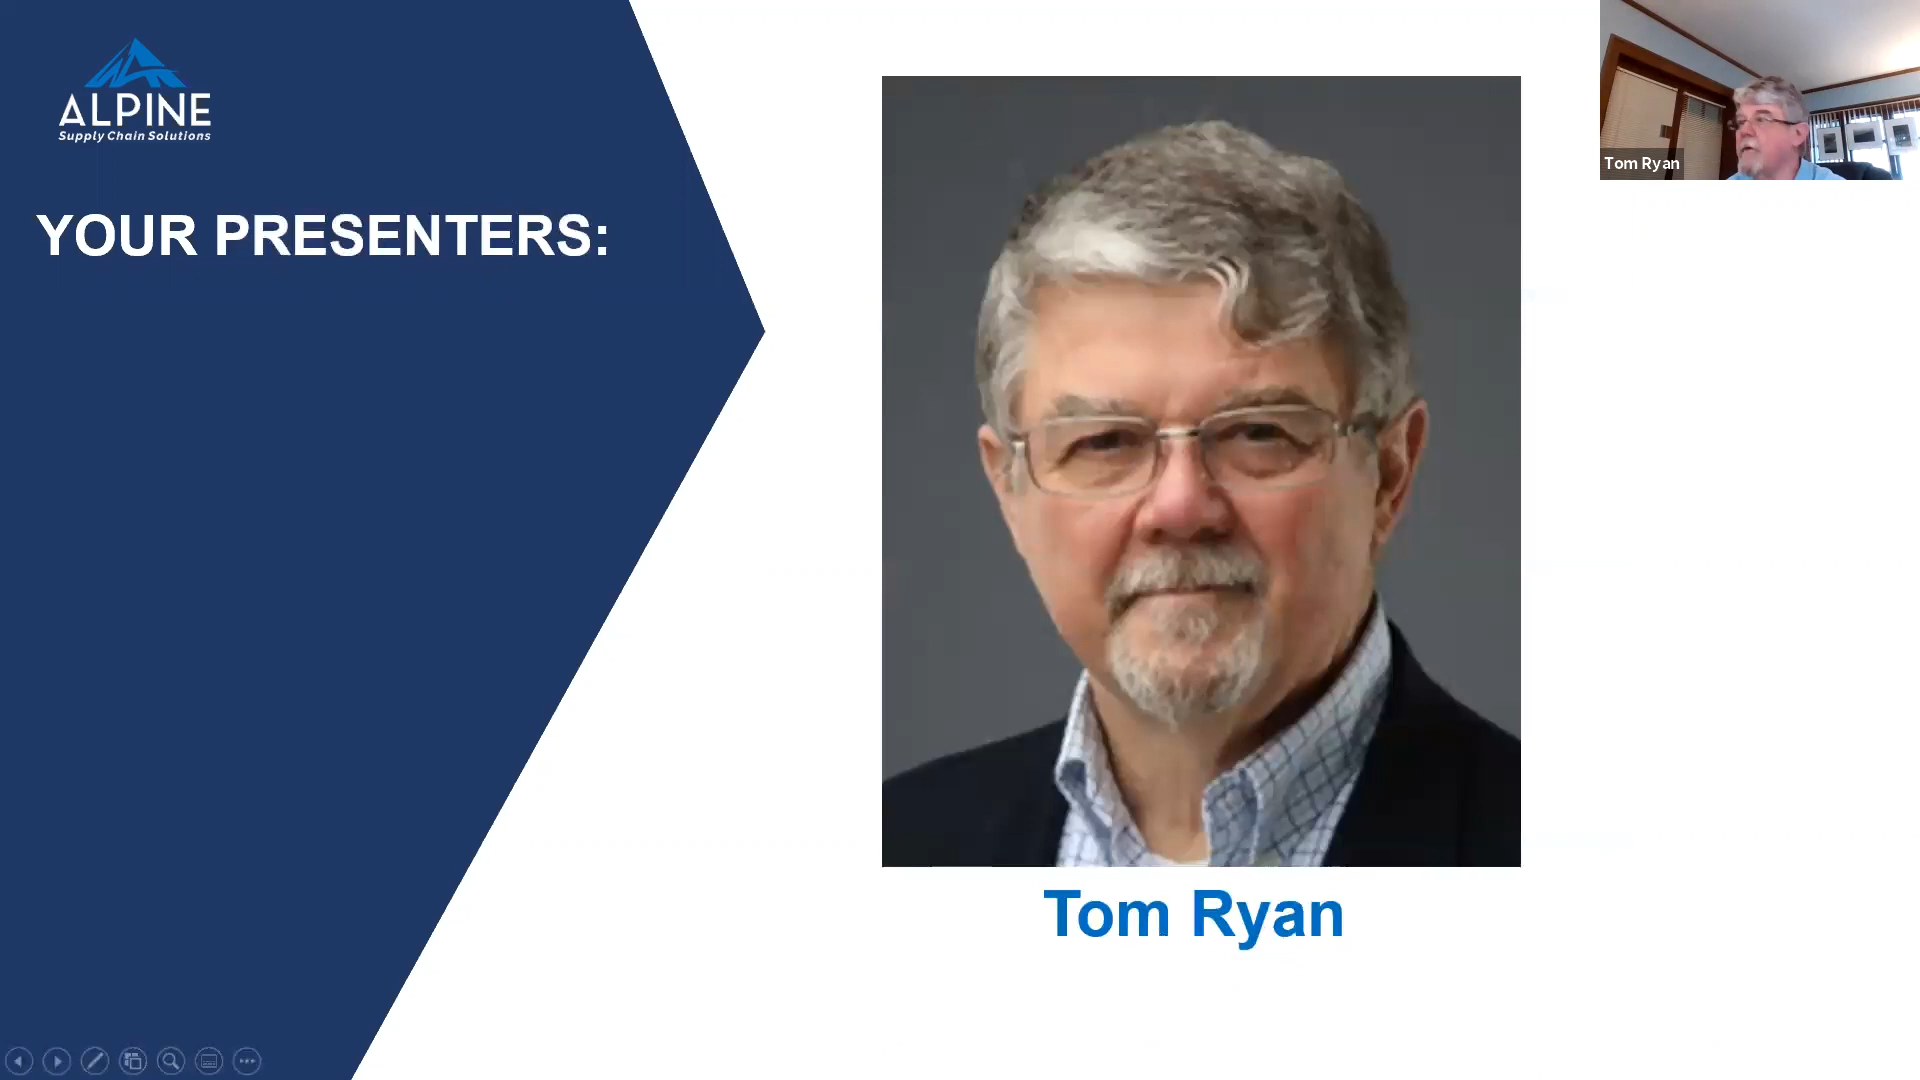 ALPINE
Supply Chain Solutions
YOUR PRESENTERS:
Tom Ryan
Tom Ryan